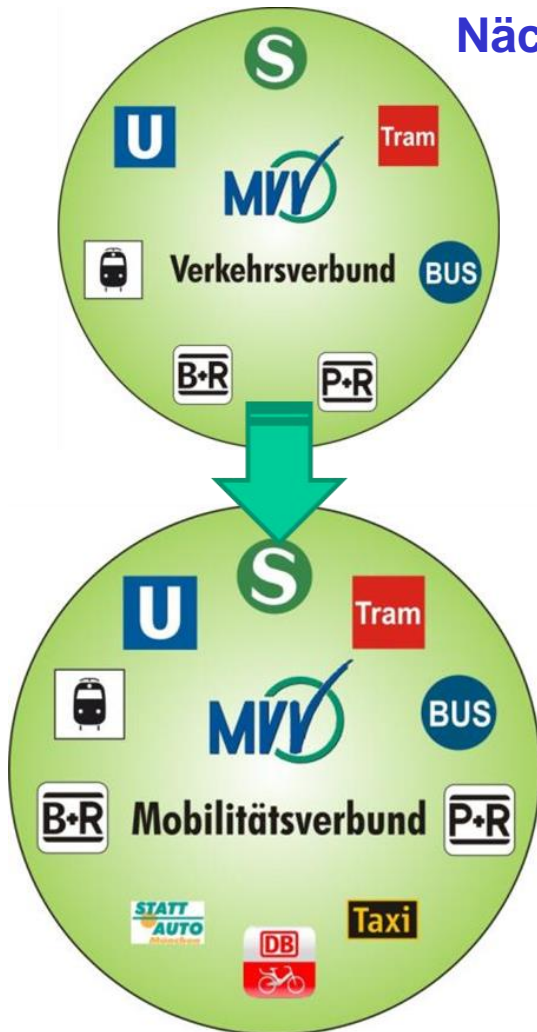 Näc
S
U
Tram
MVV
Verkehrsverbund
BUS
B+R
P+R
S
U
Tram
MVV
BUS
B+R
Mobilitätsverbund
P+R
STATT
AUTO
München
DB
Taxi